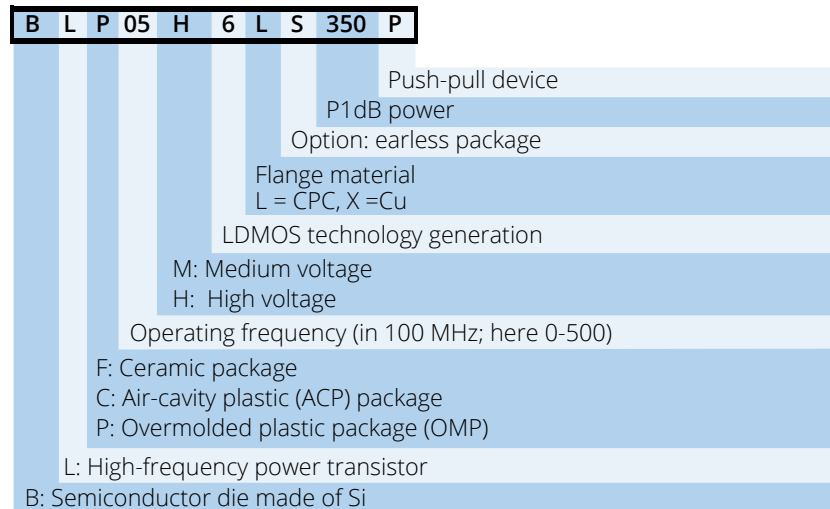 B L P 05 H 6 L S 350 P
Push-pull device
P1dB power
Option: earless package
Flange material
L = CPC, X =Cu
LDMOS technology generation
M: Medium voltage
H: High voltage
Operating frequency (in 100 MHz; here 0-500)
F: Ceramic package
C: Air-cavity plastic (ACP) package
P: Overmolded plastic package (OMP)
L: High-frequency power transistor
B: Semiconductor die made of Si